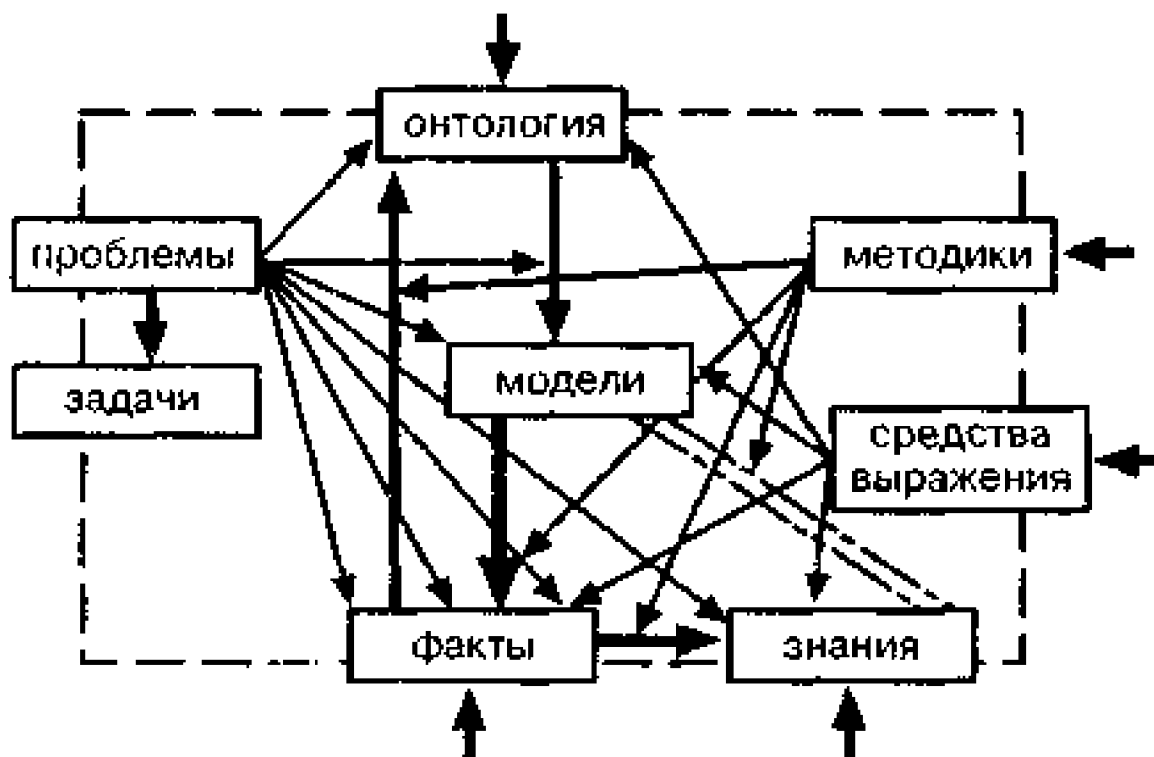 онтология
проблемы
методики
задачи
модели
средства
выражения
факты
знания